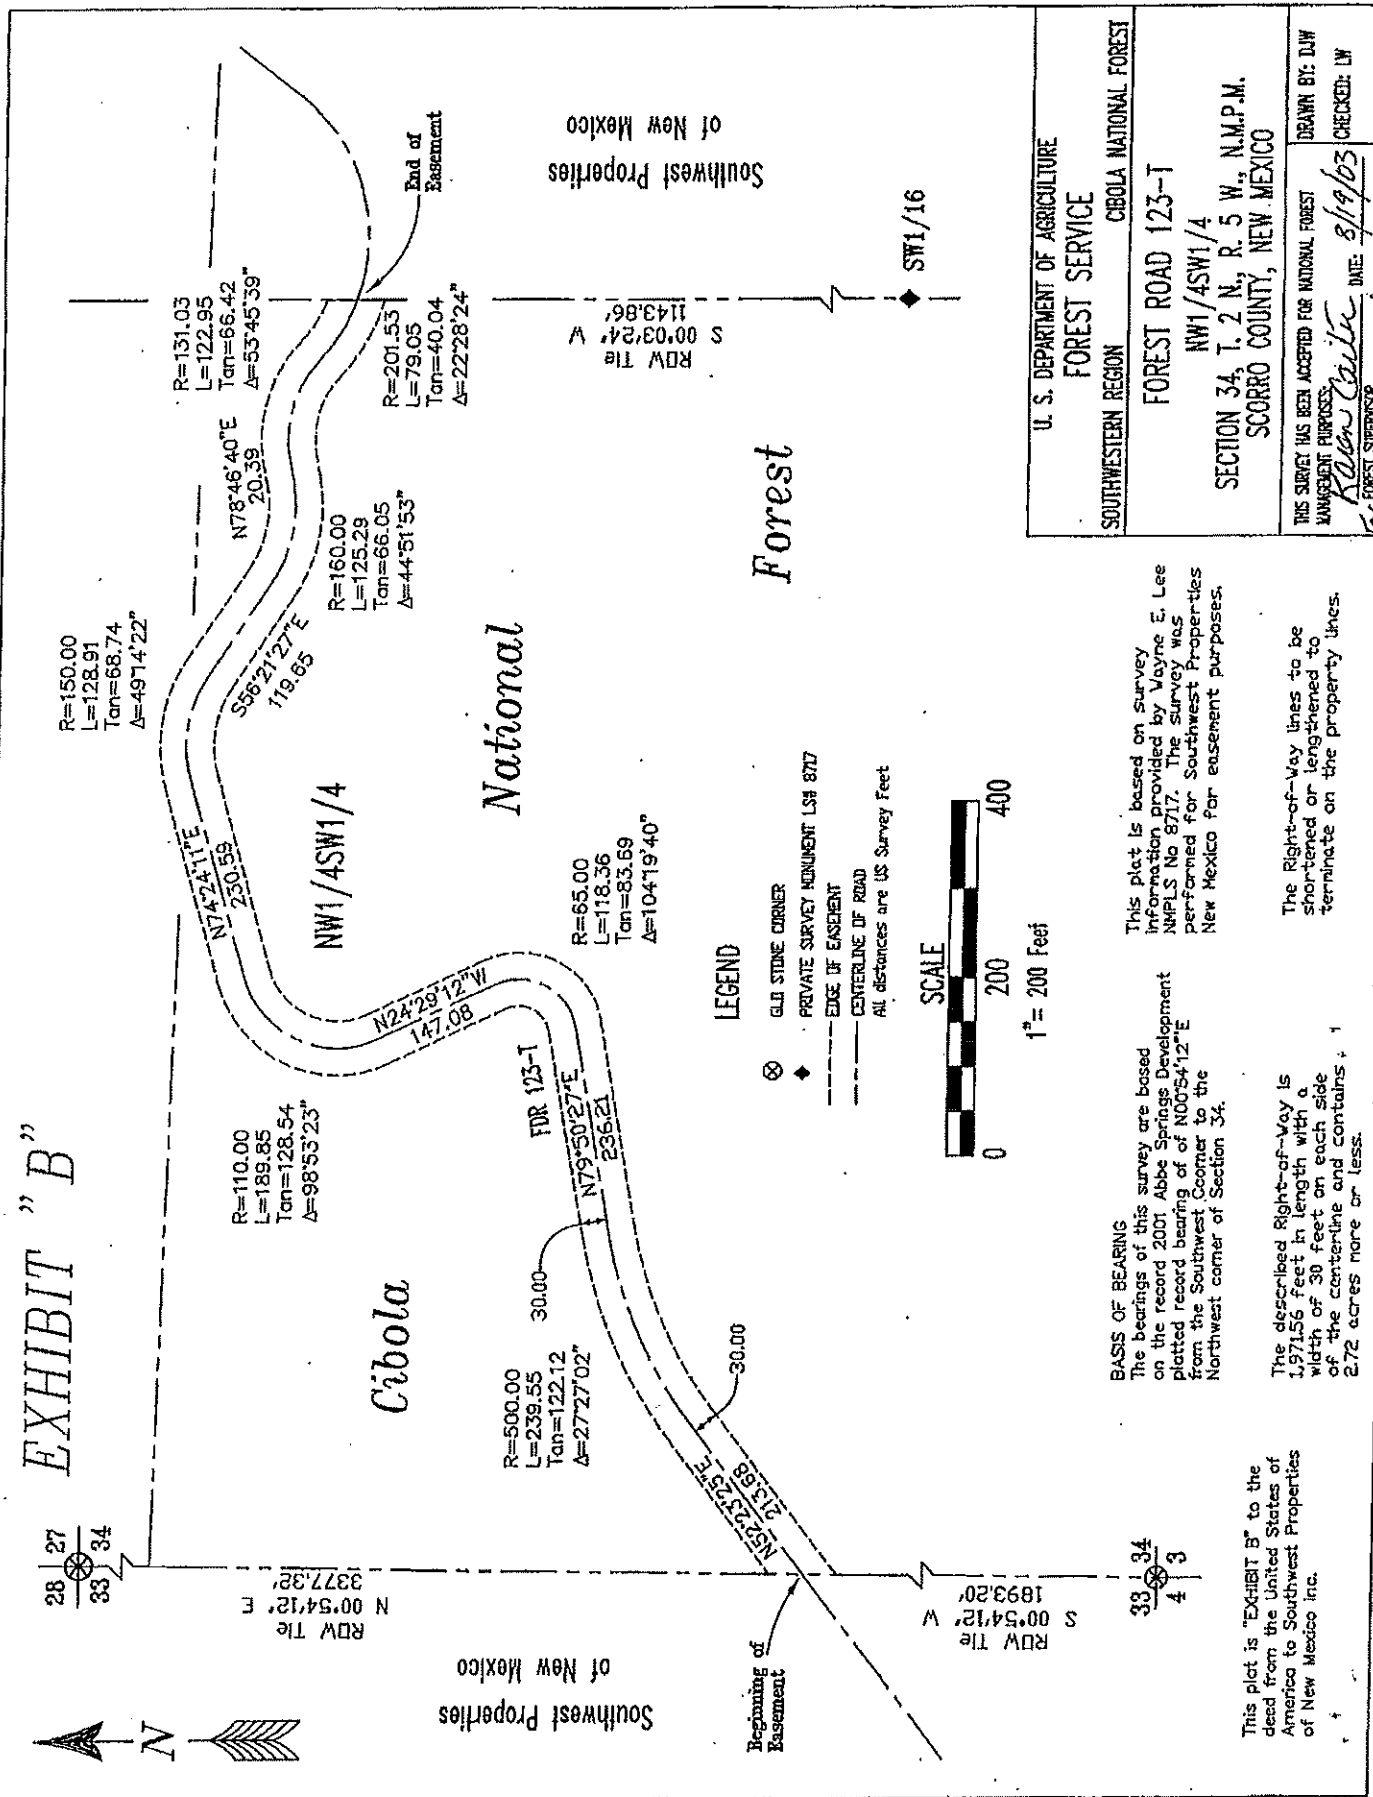 EXHIBIT "B"
28 27
33 34
N
ROW Tie
N 00°54'12" E
3377.32'
Southwest Properties
of New Mexico
Beginning of
Easement
ROW Tie
S 00°54'12" W
1893.20'
33 34
4 3
N52°23'25"E
213.68
30.00
R=500.00
L=239.55
Tan=122.12
Δ=27°27'02"
30.00
Cibola
FDR 123-T
N79°50'27"E
236.21
R=65.00
L=118.36
Tan=83.69
Δ=104°19'40"
N24°29'12"W
147.08
R=110.00
L=189.85
Tan=128.54
Δ=98°53'23"
NW1/4SW1/4
N74°24'11"E
230.59
R=150.00
L=128.91
Tan=68.74
Δ=49°14'22"
S56°21'27"E
119.65
National
R=160.00
L=125.29
Tan=66.05
Δ=44°51'53"
N78°46'40"E
20.39
R=131.03
L=122.95
Tan=66.42
Δ=53°45'39"
R=201.53
L=79.05
Tan=40.04
Δ=22°28'24"
End of
Easement
Forest
ROW Tie
S 00°03'24" W
1143.86'
Southwest Properties
of New Mexico
SW1/16
LEGEND
GLO STONE CORNER
PRIVATE SURVEY MONUMENT LS# 8717
EDGE OF EASEMENT
CENTERLINE OF ROAD
All distances are US Survey Feet
SCALE
0 200 400
1"= 200 Feet
This plat is "EXHIBIT B" to the
deed from the United States of
America to Southwest Properties
of New Mexico Inc.
BASIS OF BEARING
The bearings of this survey are based
on the record 2001 Abbe Springs Development
platted record bearing of of N00°54'12"E
from the Southwest Coorner to the
Northwest corner of Section 34.
The described Right-of-Way is
1,971.56 feet in length with a
width of 30 feet on each side
of the centerline and contains
2.72 acres more or less.
This plat is based on survey
information provided by Wayne E. Lee
NMPLS No 8717. The survey was
performed for Southwest Properties
New Mexico for easement purposes.
The Right-of-Way lines to be
shortened or lengthened to
terminate on the property lines.
U. S. DEPARTMENT OF AGRICULTURE
FOREST SERVICE
SOUTHWESTERN REGION CIBOLA NATIONAL FOREST
FOREST ROAD 123-T
NW1/4SW1/4
SECTION 34, T. 2 N., R. 5 W., N.M.P.M.
SCORRO COUNTY, NEW MEXICO
THIS SURVEY HAS BEEN ACCEPTED FOR NATIONAL FOREST
MANAGEMENT PURPOSES:
Karen Carter DATE: 8/19/03
FOREST SUPERVISOR
DRAWN BY: DJW
CHECKED: LW